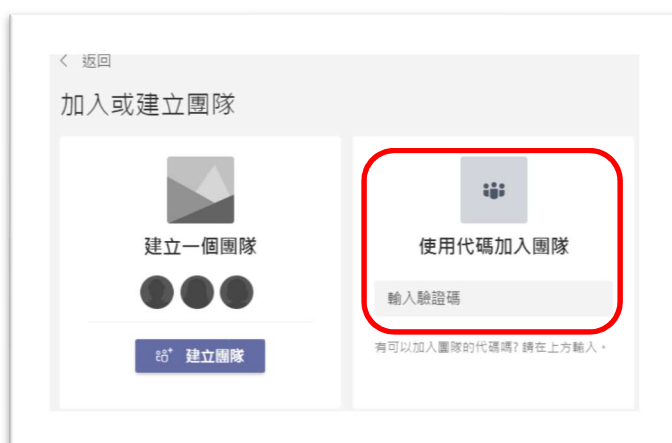 返回
加入或建立團隊
建立一個團隊
建立團隊
使用代碼加入團隊
輸入驗證碼
有可以加入團隊的代碼嗎? 請在上方輸入。